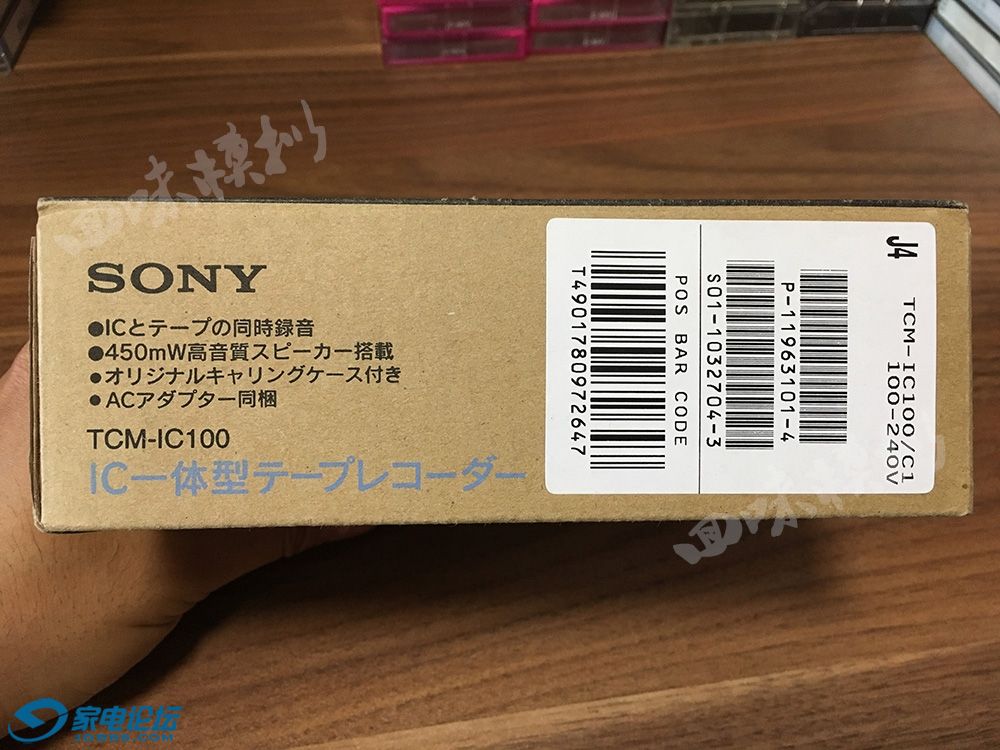 SONY
●ICとテープの同時録音
●450mW高音質スピーカー搭載
●オリジナルキャリングケース付き
●ACアダプター同梱
TCM-IC100
IC一体型テープレコーダー
J4
TCM-IC100/C1
100-240V
P-11963101-4
S01-1032704-3
POS BAR CODE
T4901780972647
家电论坛
JDBBS.COM